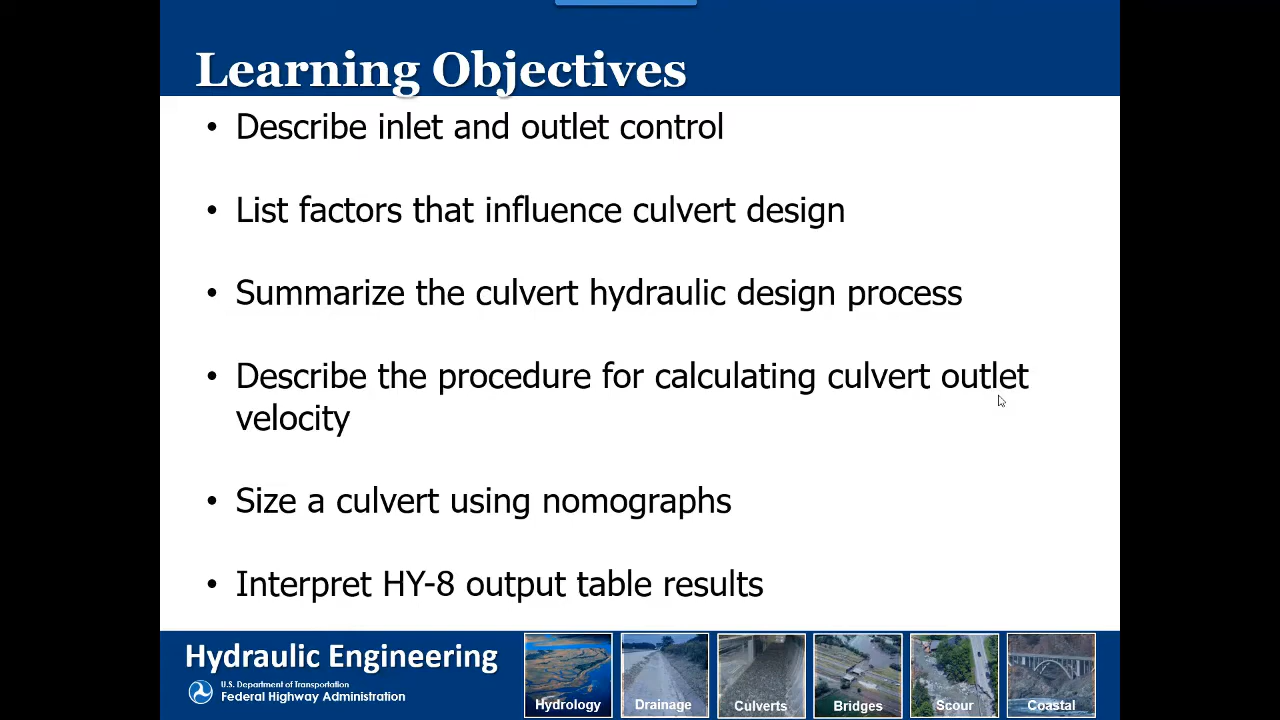 Learning Objectives
• Describe inlet and outlet control
• List factors that influence culvert design
• Summarize the culvert hydraulic design process
• Describe the procedure for calculating culvert outlet
velocity
• Size a culvert using nomographs
• Interpret HY-8 output table results
Hydraulic Engineering
U.S. Department of Transportation
Federal Highway Administration
Hydrology
Drainage
Culverts
Bridges
Scour
Coastal